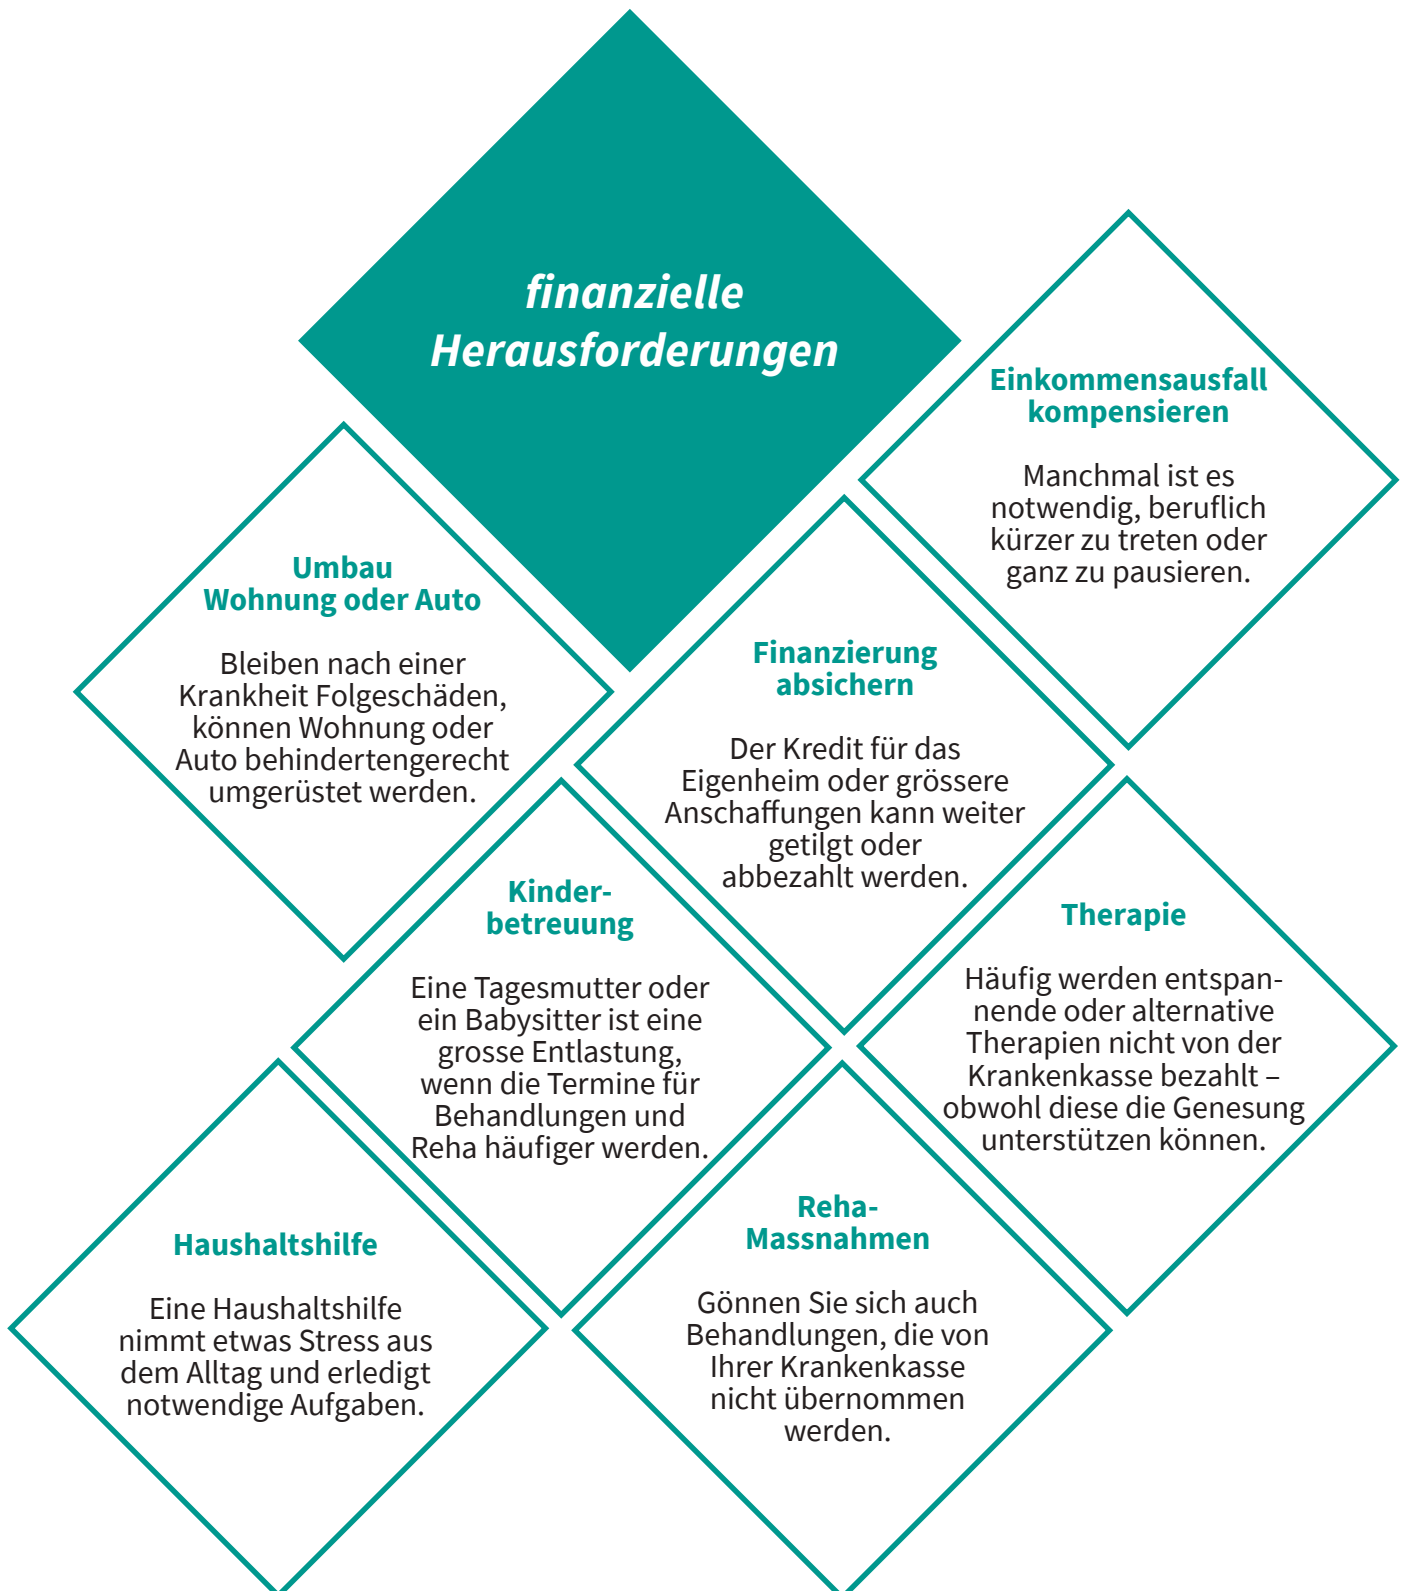 finanzielle
Herausforderungen
Einkommensausfall
kompensieren
Manchmal ist es
notwendig, beruflich
kürzer zu treten oder
ganz zu pausieren.
Umbau
Wohnung oder Auto
Bleiben nach einer
Krankheit Folgeschäden,
können Wohnung oder
Auto behindertengerecht
umgerüstet werden.
Finanzierung
absichern
Der Kredit für das
Eigenheim oder grössere
Anschaffungen kann weiter
getilgt oder
abbezahlt werden.
Kinder-
betreuung
Eine Tagesmutter oder
ein Babysitter ist eine
grosse Entlastung,
wenn die Termine für
Behandlungen und
Reha häufiger werden.
Therapie
Häufig werden entspan-
nende oder alternative
Therapien nicht von der
Krankenkasse bezahlt –
obwohl diese die Genesung
unterstützen können.
Haushaltshilfe
Eine Haushaltshilfe
nimmt etwas Stress aus
dem Alltag und erledigt
notwendige Aufgaben.
Reha-
Massnahmen
Gönnen Sie sich auch
Behandlungen, die von
Ihrer Krankenkasse
nicht übernommen
werden.